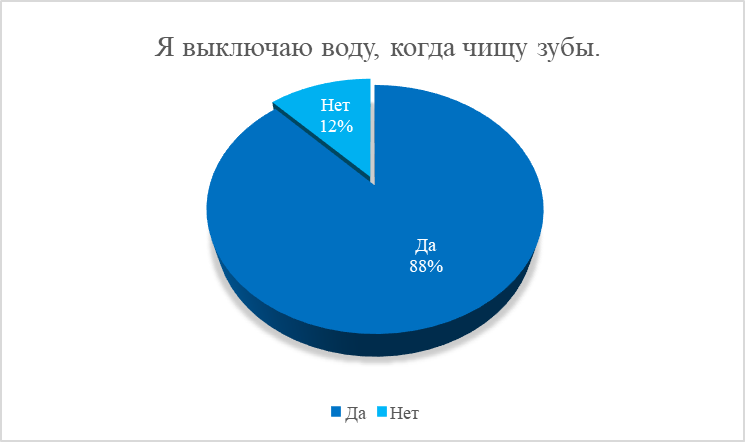 Я выключаю воду, когда чищу зубы.
Нет
12%
Да
88%
Да Нет